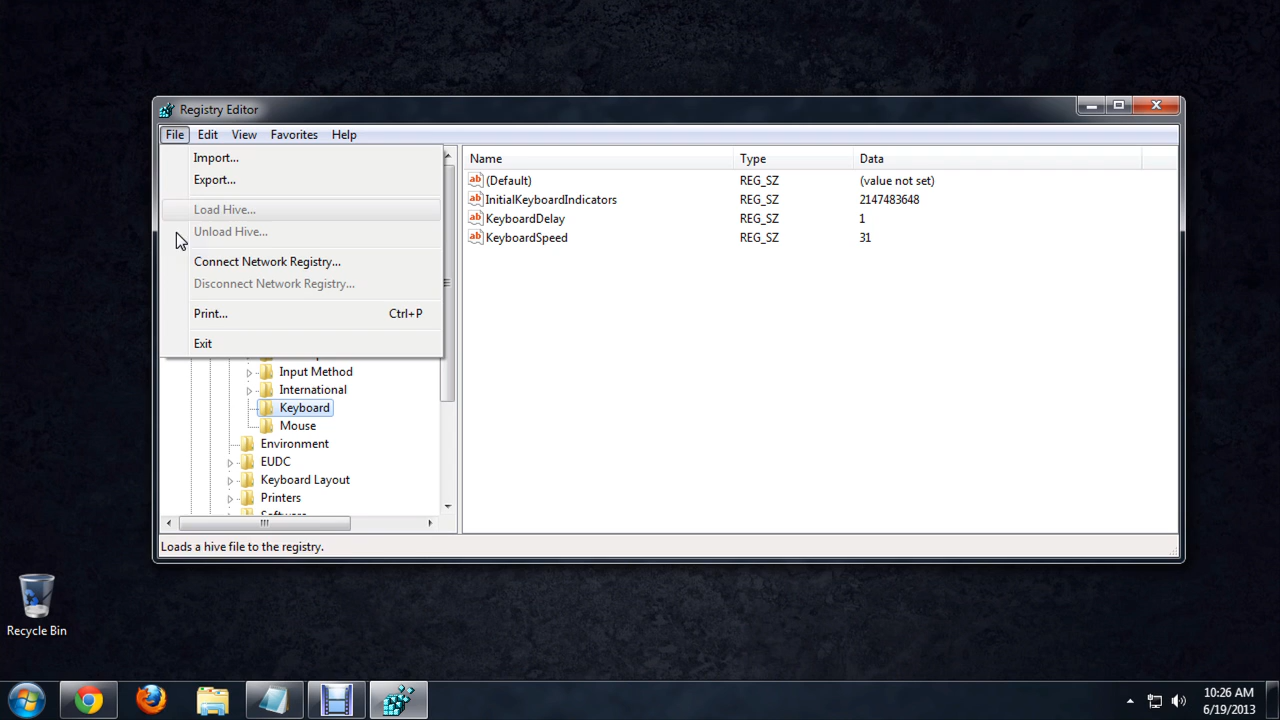 Registry Editor
File Edit View Favorites Help
Import...
Export...
Load Hive...
Unload Hive...
Connect Network Registry...
Disconnect Network Registry...
Print... Ctrl+P
Exit
Input Method
International
Keyboard
Mouse
Environment
EUDC
Keyboard Layout
Printers
Name Type Data
(Default) REG_SZ (value not set)
InitialKeyboardIndicators REG_SZ 2147483648
KeyboardDelay REG_SZ 1
KeyboardSpeed REG_SZ 31
Loads a hive file to the registry.
Recycle Bin
10:26 AM
6/19/2013